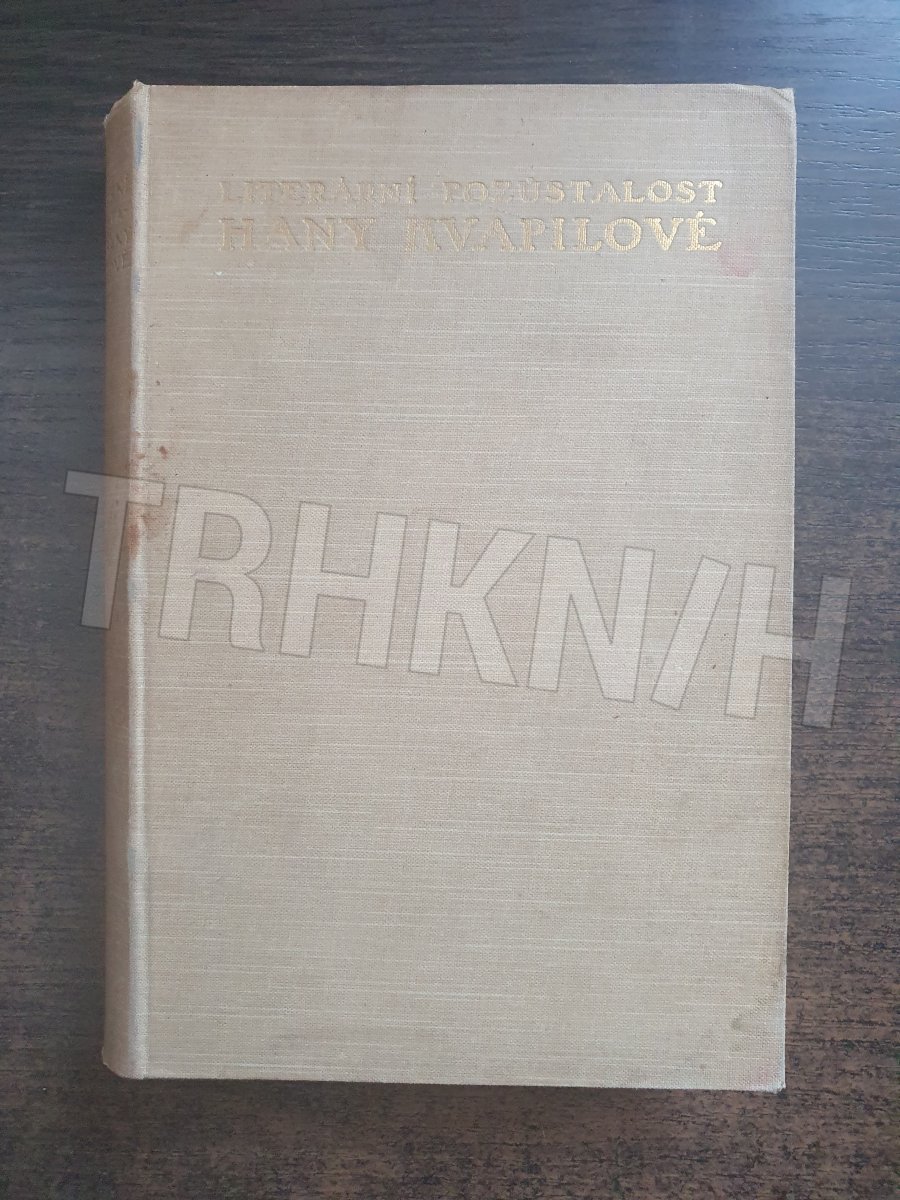 LITERÁRNÍ POZŮSTALOST
HANY KVAPILOVÉ
TRHKNIH